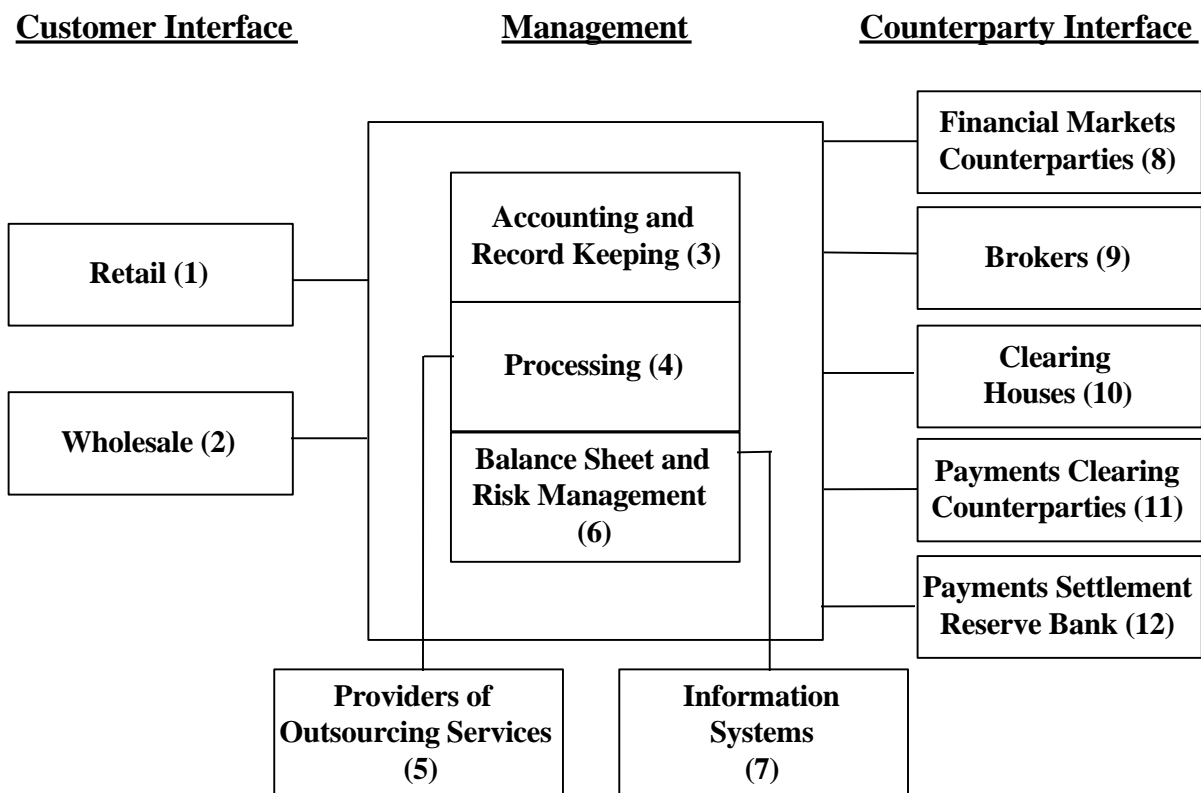 Customer Interface
Management
Counterparty Interface
Financial Markets
Counterparties (8)
Accounting and
Record Keeping (3)
Retail (1)
Brokers (9)
Processing (4)
Clearing
Houses (10)
Wholesale (2)
Balance Sheet and
Risk Management
(6)
Payments Clearing
Counterparties (11)
Payments Settlement
Reserve Bank (12)
Providers of
Outsourcing Services
(5)
Information
Systems
(7)